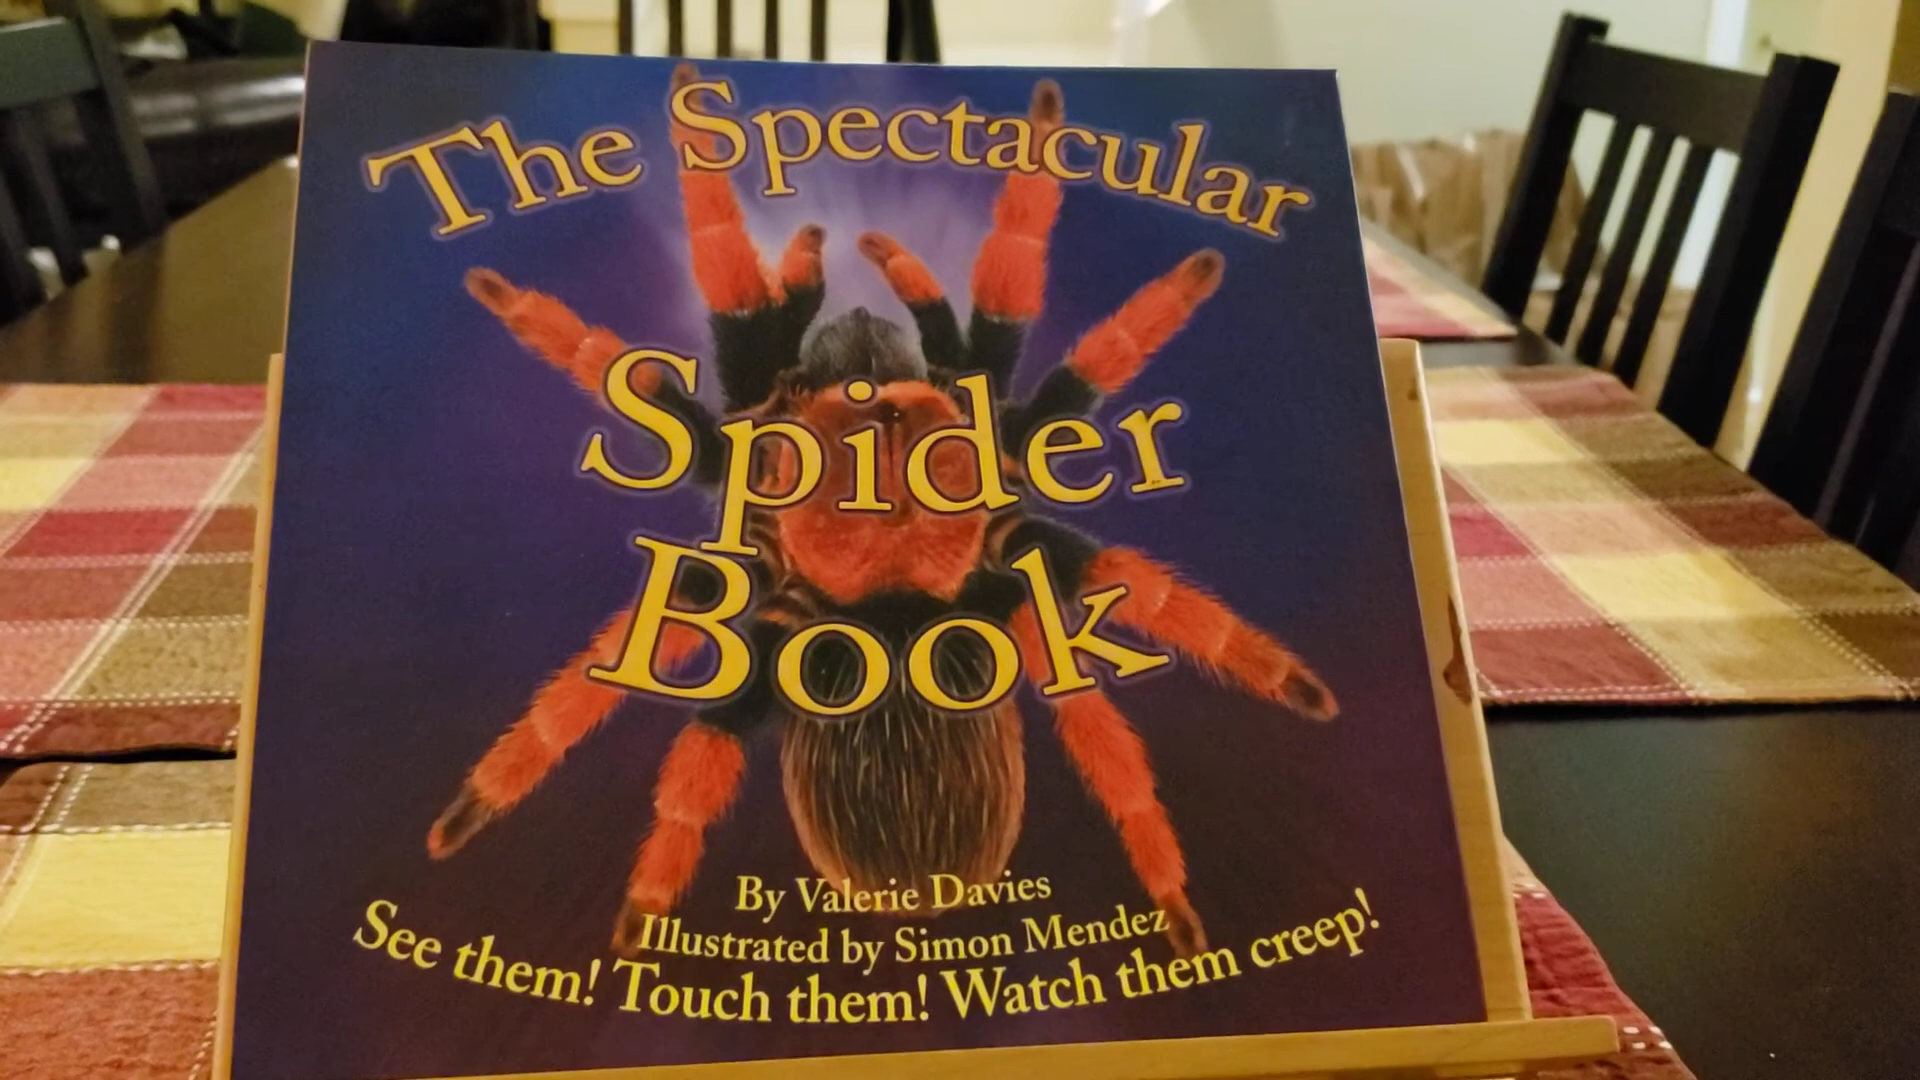 The Spectacular
Spider
Book
By Valerie Davies
Illustrated by Simon Mendez
See them! Touch them! Watch them creep!